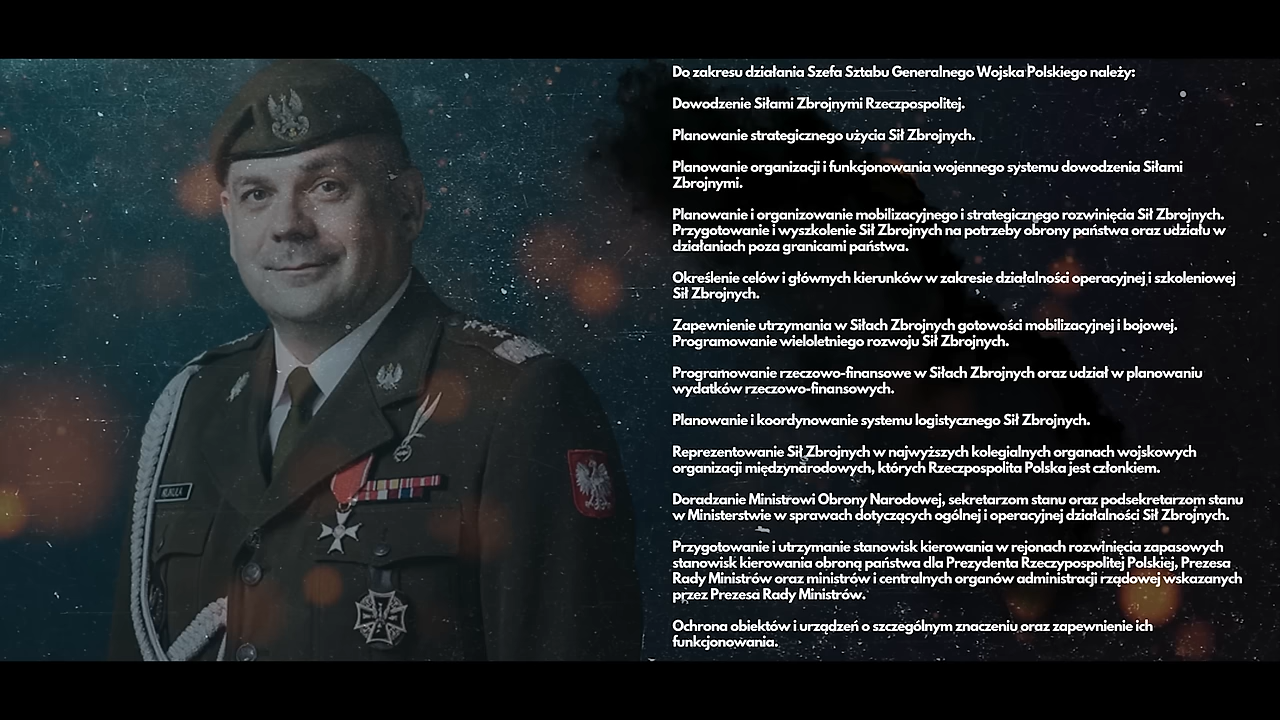 Do zakresu działania Szefa Sztabu Generalnego Wojska Polskiego należy:
Dowodzenie Siłami Zbrojnymi Rzeczpospolitej.
Planowanie strategicznego użycia Sił Zbrojnych.
Planowanie organizacji i funkcjonowania wojennego systemu dowodzenia Siłami
Zbrojnymi.
Planowanie i organizowanie mobilizacyjnego i strategicznego rozwinięcia Sił Zbrojnych.
Przygotowanie i wyszkolenie Sił Zbrojnych na potrzeby obrony państwa oraz udziału w
działaniach poza granicami państwa.
Określenie celów i głównych kierunków w zakresie działalności operacyjnej i szkoleniowej
Sił Zbrojnych.
Zapewnienie utrzymania w Siłach Zbrojnych gotowości mobilizacyjnej i bojowej.
Programowanie wieloletniego rozwoju Sił Zbrojnych.
Programowanie rzeczowo-finansowe w Siłach Zbrojnych oraz udział w planowaniu
wydatków rzeczowo-finansowych.
Planowanie i koordynowanie systemu logistycznego Sił Zbrojnych.
Reprezentowanie Sił Zbrojnych w najwyższych kolegialnych organach wojskowych
organizacji międzynarodowych, których Rzeczpospolita Polska jest członkiem.
Doradzanie Ministrowi Obrony Narodowej, sekretarzom stanu oraz podsekretarzom stanu
w Ministerstwie w sprawach dotyczących ogólnej i operacyjnej działalności Sił Zbrojnych.
Przygotowanie i utrzymanie stanowisk kierowania w rejonach rozwinięcia zapasowych
stanowisk kierowania obroną państwa dla Prezydenta Rzeczypospolitej Polskiej, Prezesa
Rady Ministrów oraz ministrów i centralnych organów administracji rządowej wskazanych
przez Prezesa Rady Ministrów.
Ochrona obiektów i urządzeń o szczególnym znaczeniu oraz zapewnienie ich
funkcjonowania.